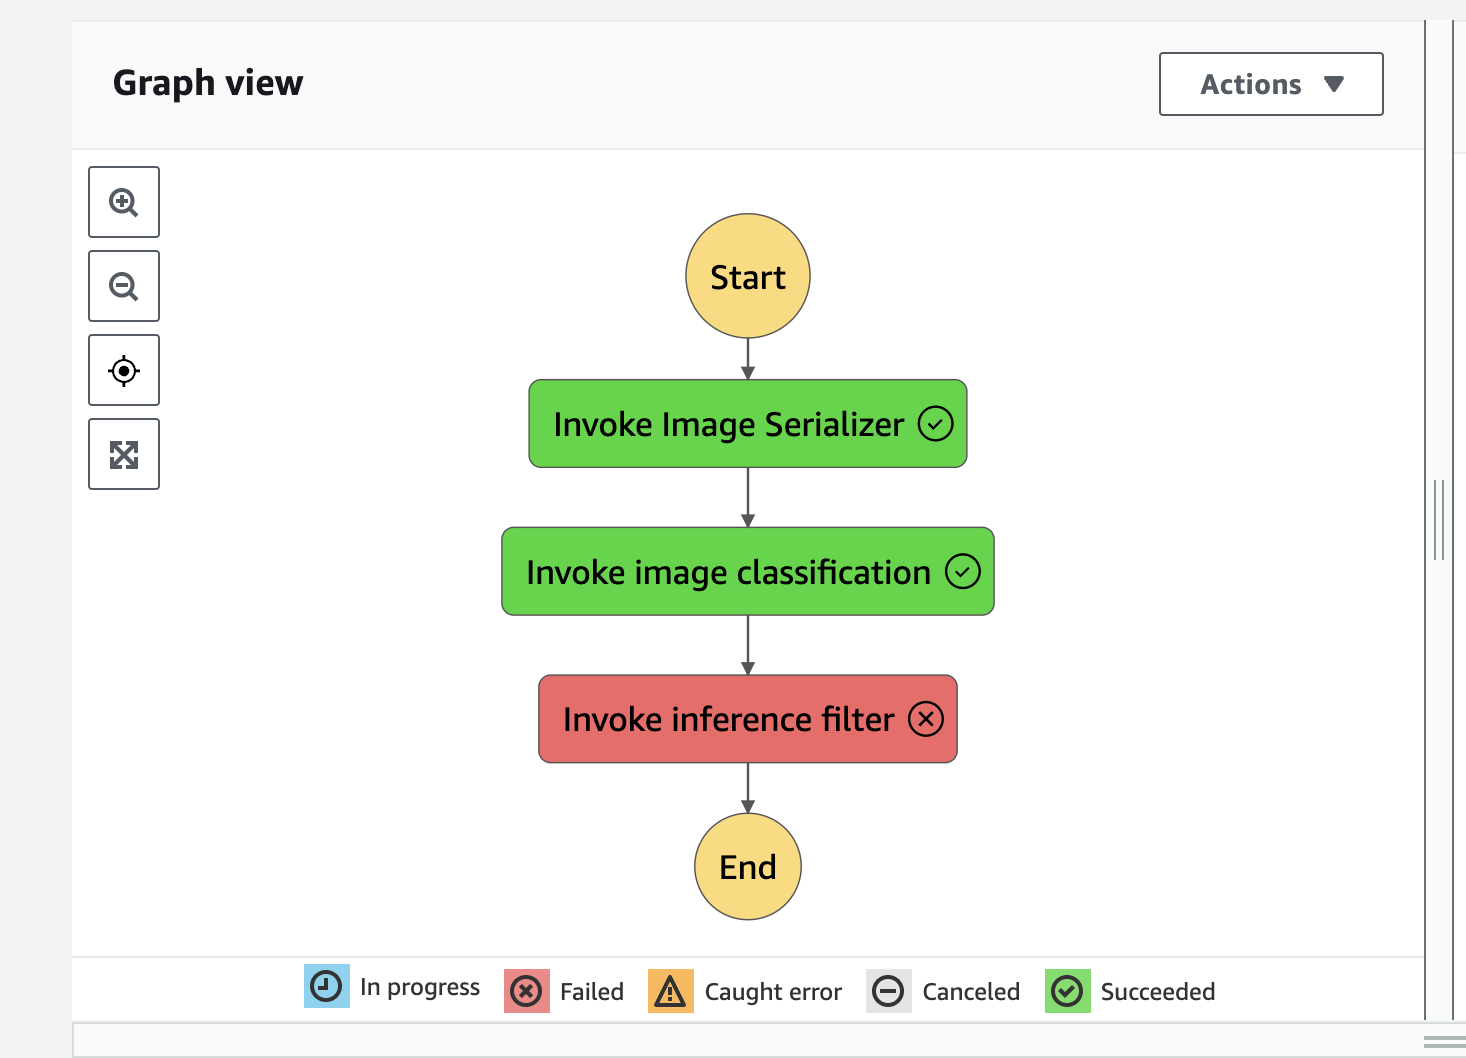 Graph view
Actions
Start
Invoke Image Serializer
Invoke image classification
Invoke inference filter
End
In progress
Failed
Caught error
Canceled
Succeeded